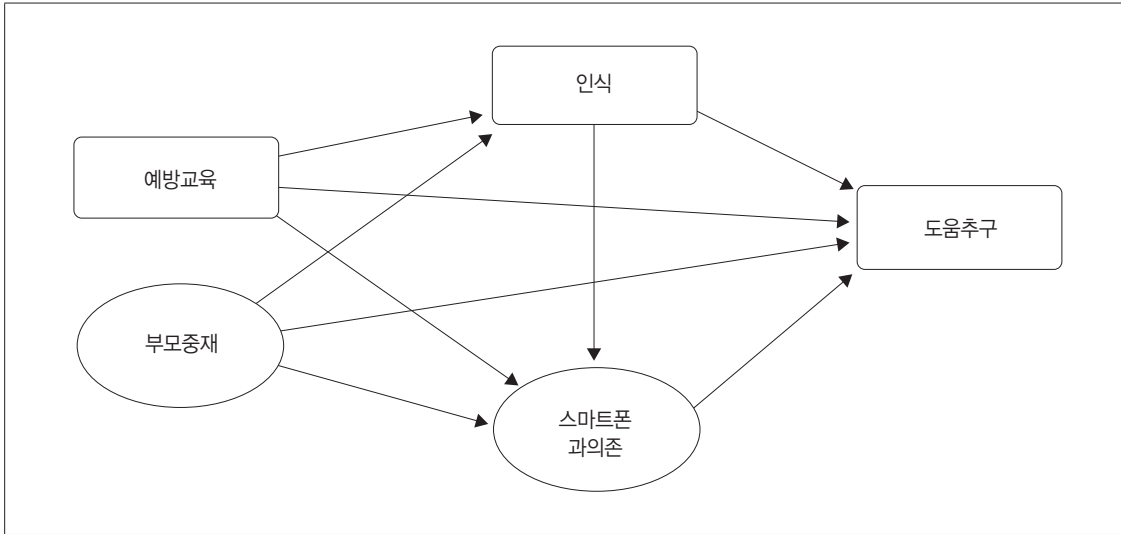 인식
예방교육
도움추구
부모중재
스마트폰
과의존